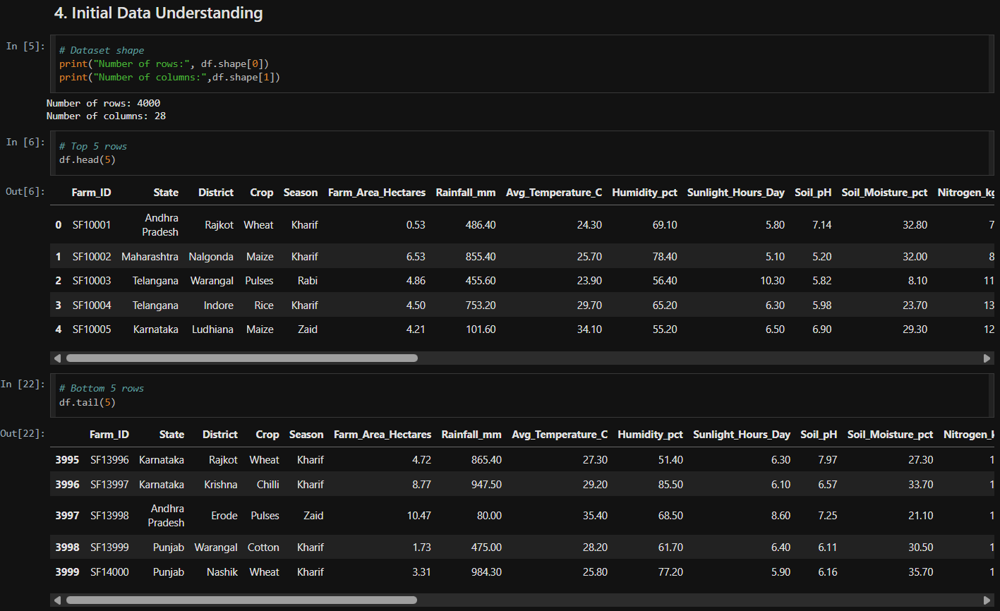 4. Initial Data Understanding
In [5]:
# Dataset shape
print("Number of rows:", df.shape[0])
print("Number of columns:",df.shape[1])
Number of rows: 4000
Number of columns: 28
In [6]:
# Top 5 rows
df.head(5)
Out[6]:
Farm_ID State District Crop Season Farm_Area_Hectares Rainfall_mm Avg_Temperature_C Humidity_pct Sunlight_Hours_Day Soil_pH Soil_Moisture_pct Nitrogen_kg
0 SF10001 Andhra Pradesh Rajkot Wheat Kharif 0.53 486.40 24.30 69.10 5.80 7.14 32.80 7
1 SF10002 Maharashtra Nalgonda Maize Kharif 6.53 855.40 25.70 78.40 5.10 5.20 32.00 8
2 SF10003 Telangana Warangal Pulses Rabi 4.86 455.60 23.90 56.40 10.30 5.82 8.10 11
3 SF10004 Telangana Indore Rice Kharif 4.50 753.20 29.70 65.20 6.30 5.98 23.70 13
4 SF10005 Karnataka Ludhiana Maize Zaid 4.21 101.60 34.10 55.20 6.50 6.90 29.30 12
In [22]:
# Bottom 5 rows
df.tail(5)
Out[22]:
Farm_ID State District Crop Season Farm_Area_Hectares Rainfall_mm Avg_Temperature_C Humidity_pct Sunlight_Hours_Day Soil_pH Soil_Moisture_pct Nitrogen_k
3995 SF13996 Karnataka Rajkot Wheat Kharif 4.72 865.40 27.30 51.40 6.30 7.97 27.30 1
3996 SF13997 Karnataka Krishna Chilli Kharif 8.77 947.50 29.20 85.50 6.10 6.57 33.70 1
3997 SF13998 Andhra Pradesh Erode Pulses Zaid 10.47 80.00 35.40 68.50 8.60 7.25 21.10 1
3998 SF13999 Punjab Warangal Cotton Kharif 1.73 475.00 28.20 61.70 6.40 6.11 30.50 1
3999 SF14000 Punjab Nashik Wheat Kharif 3.31 984.30 25.80 77.20 5.90 6.16 35.70 1